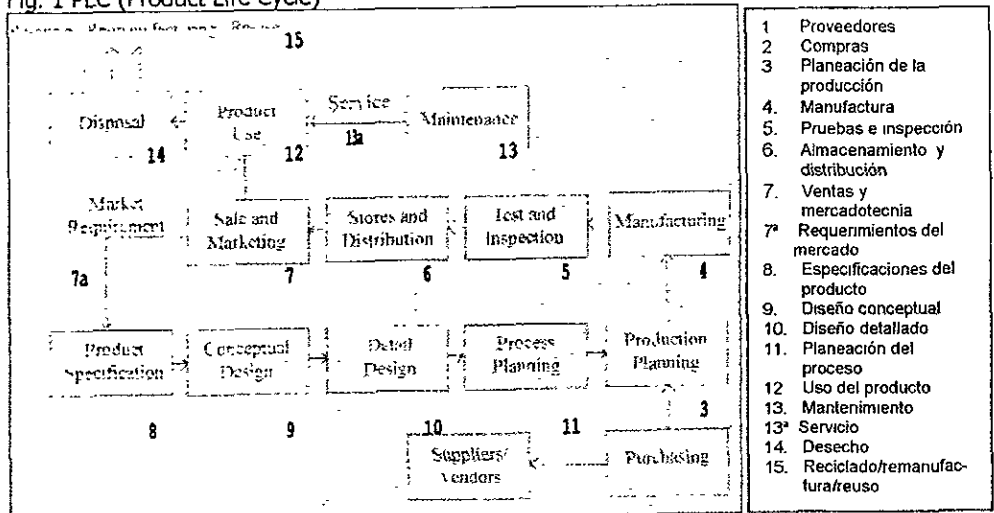 Fig. 1 PLC (Product Life Cycle)
15
Disposal
Product
Use
Service
Maintenance
14
12
13a
13
Market
Requirement
Sale and
Marketing
Stores and
Distribution
Test and
Inspection
Manufacturing
7a
7
6
5
4
Product
Specification
Conceptual
Design
Detail
Design
Process
Planning
Production
Planning
8
9
10
11
3
Suppliers/
Vendors
Purchasing
1 Proveedores
2 Compras
3 Planeación de la
producción
4. Manufactura
5. Pruebas e inspección
6. Almacenamiento y
distribución
7. Ventas y
mercadotecnia
7ª Requerimientos del
mercado
8. Especificaciones del
producto
9. Diseño conceptual
10. Diseño detallado
11. Planeación del
proceso
12 Uso del producto
13. Mantenimiento
13ª Servicio
14. Desecho
15. Reciclado/remanufac-
tura/reuso